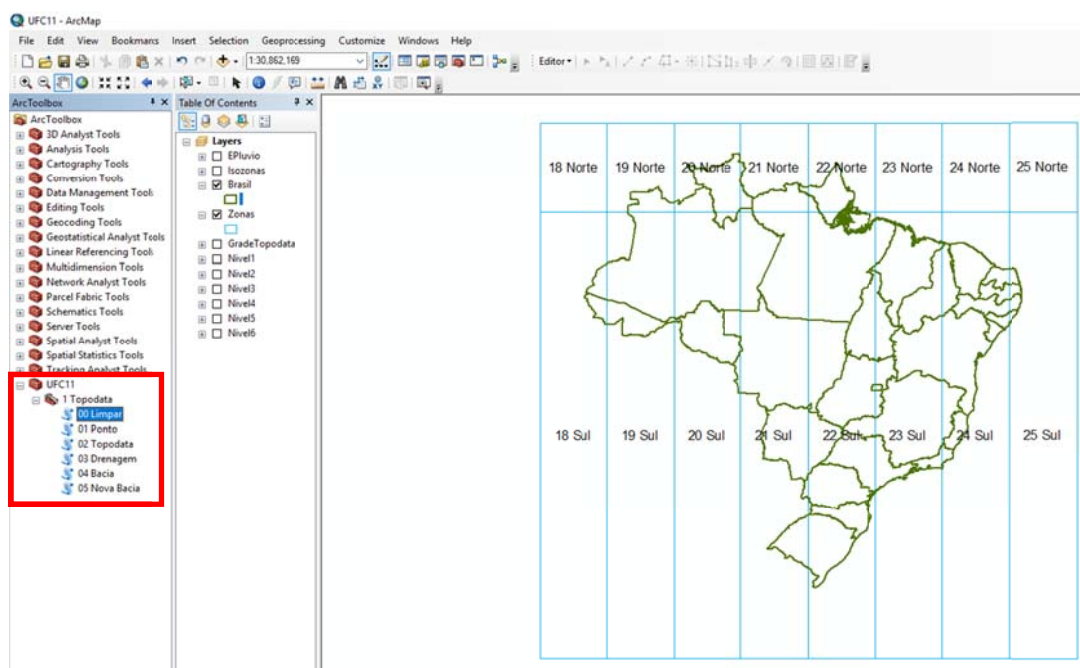 UFC11 - ArcMap
File Edit View Bookmarks Insert Selection Geoprocessing Customize Windows Help
1:30,862,169
Editor
ArcToolbox
ArcToolbox
3D Analyst Tools
Analysis Tools
Cartography Tools
Conversion Tools
Data Management Tools
Editing Tools
Geocoding Tools
Geostatistical Analyst Tools
Linear Referencing Tools
Multidimension Tools
Network Analyst Tools
Parcel Fabric Tools
Schematics Tools
Server Tools
Spatial Analyst Tools
Spatial Statistics Tools
Tracking Analyst Tools
UFC11
1 Topodata
00 Limpar
01 Ponto
02 Topodata
03 Drenagem
04 Bacia
05 Nova Bacia
Table Of Contents
Layers
EPluvio
Isozonas
Brasil
Zonas
GradeTopodata
Nivel1
Nivel2
Nivel3
Nivel4
Nivel5
Nivel6
18 Norte 19 Norte 20 Norte 21 Norte 22 Norte 23 Norte 24 Norte 25 Norte
18 Sul 19 Sul 20 Sul 21 Sul 22 Sul 23 Sul 24 Sul 25 Sul